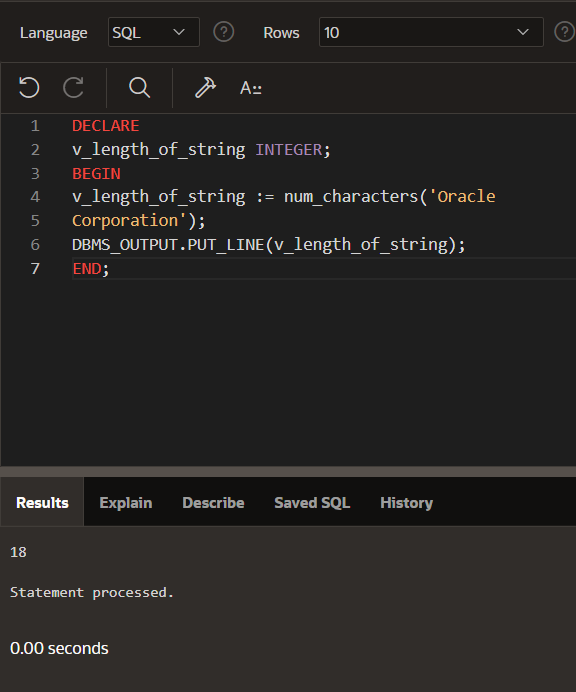 Language SQL Rows 10
A::
1 DECLARE
2 v_length_of_string INTEGER;
3 BEGIN
4 v_length_of_string := num_characters('Oracle
5 Corporation');
6 DBMS_OUTPUT.PUT_LINE(v_length_of_string);
7 END;
Results Explain Describe Saved SQL History
18
Statement processed.
0.00 seconds